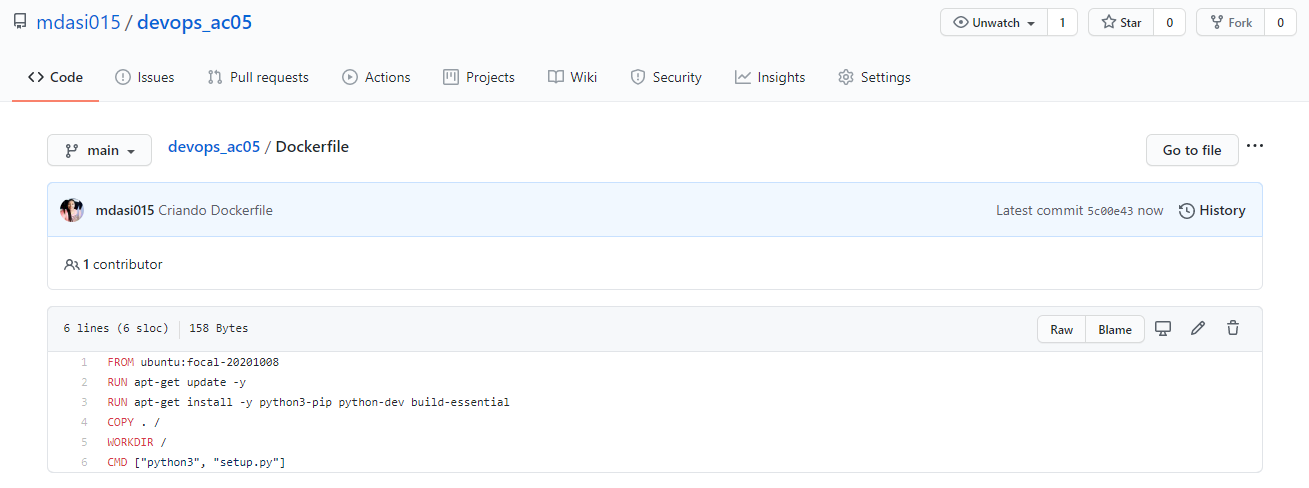 mdasi015 / devops_ac05
Unwatch 1 Star 0 Fork 0
Code Issues Pull requests Actions Projects Wiki Security Insights Settings
main devops_ac05 / Dockerfile Go to file ...
mdasi015 Criando Dockerfile Latest commit 5c00e43 now History
1 contributor
6 lines (6 sloc) 158 Bytes Raw Blame
1 FROM ubuntu:focal-20201008
2 RUN apt-get update -y
3 RUN apt-get install -y python3-pip python-dev build-essential
4 COPY . /
5 WORKDIR /
6 CMD ["python3", "setup.py"]